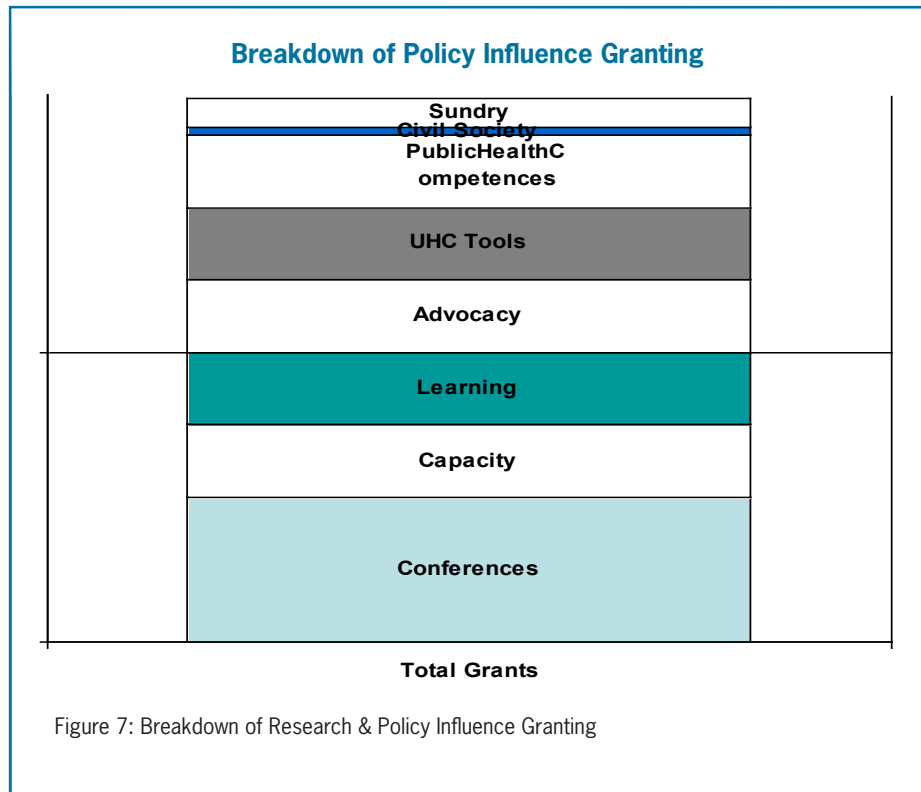 Breakdown of Policy Influence Granting
Sundry
Civil Society
PublicHealthC
ompetences
UHC Tools
Advocacy
Learning
Capacity
Conferences
Total Grants
Figure 7: Breakdown of Research & Policy Influence Granting